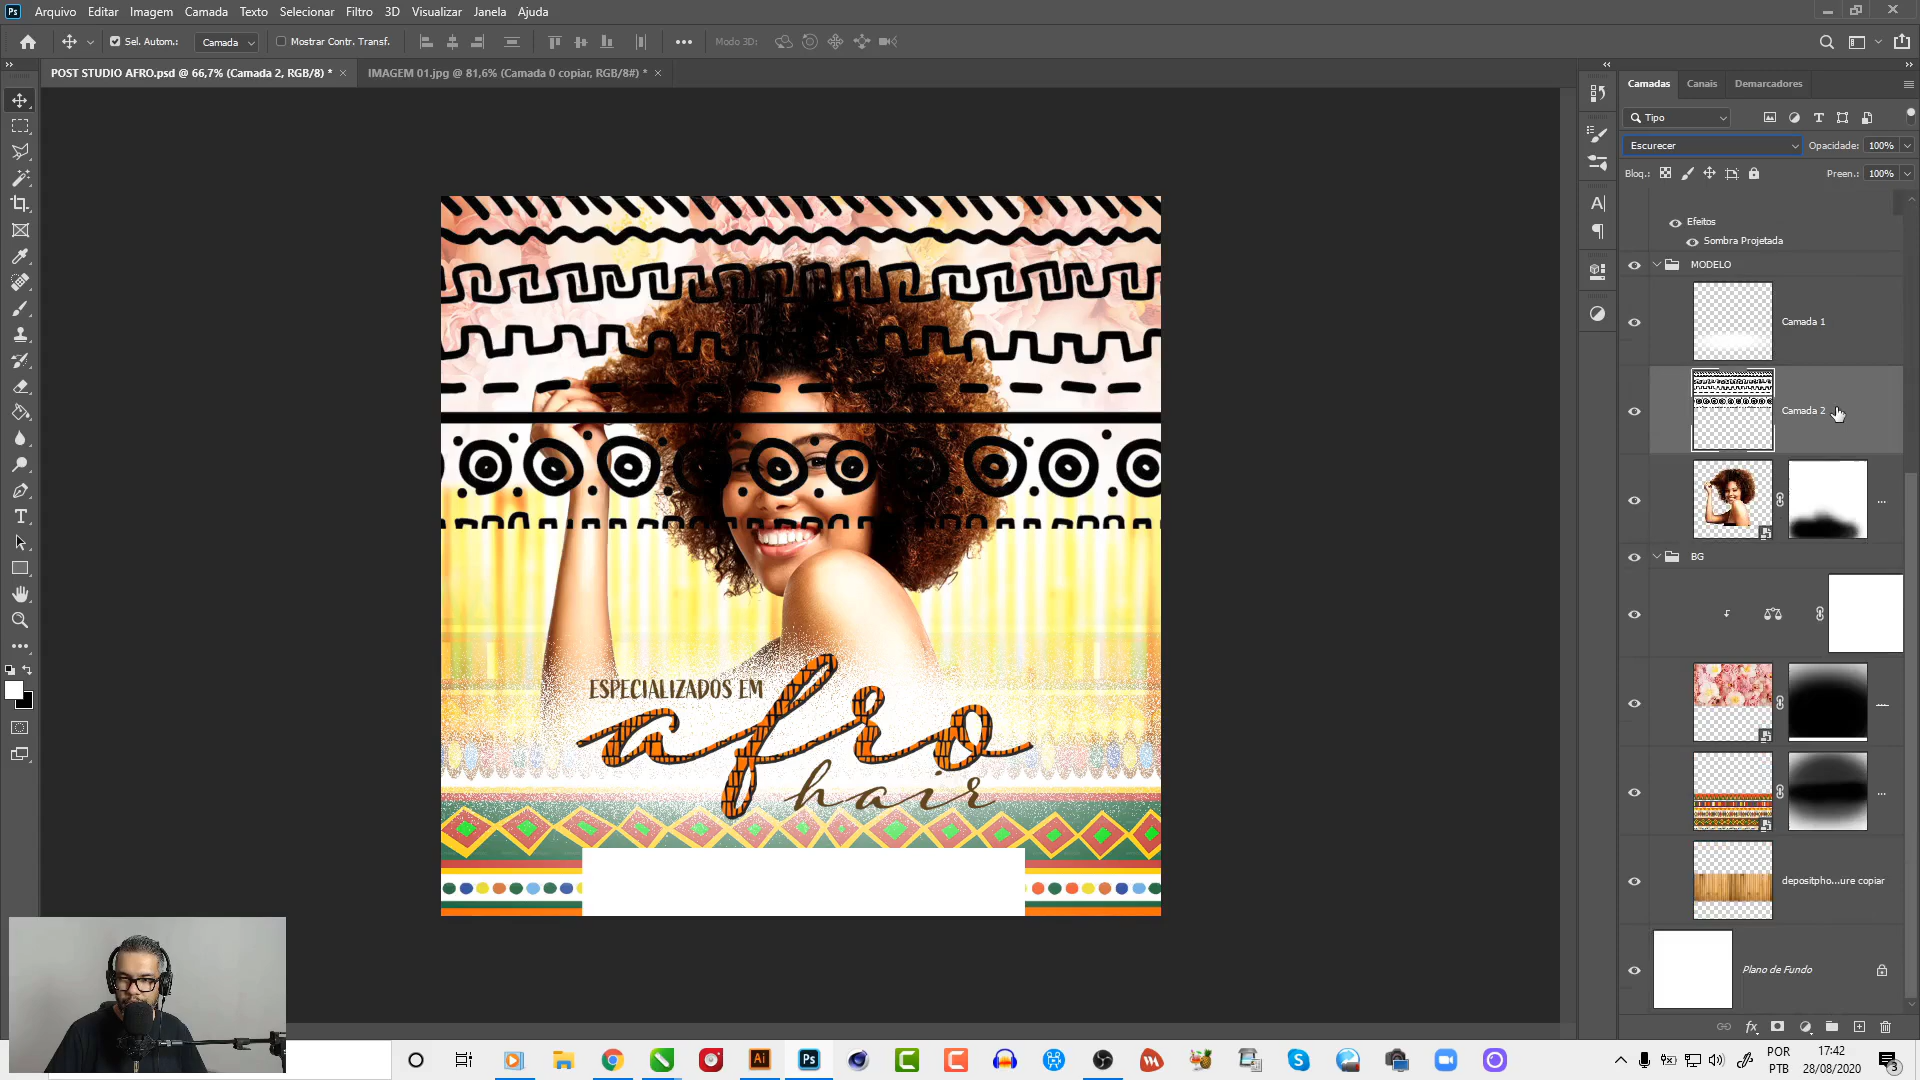 Arquivo Editar Imagem Camada Texto Selecionar Filtro 3D Visualizar Janela Ajuda
Sel. Autom.: Camada Mostrar Contr. Transf. Modo 3D:
POST STUDIO AFRO.psd @ 66,7% (Camada 2, RGB/8) * IMAGEM 01.jpg @ 81,6% (Camada 0 copiar, RGB/8#) *
Camadas Canais Demarcadores
Tipo
Escurecer Opacidade: 100%
Bloq.: Preen.: 100%
Efeitos
Sombra Projetada
MODELO
Camada 1
Camada 2
BG
depositpho...ure copiar
Plano de Fundo
ESPECIALIZADOS EM
afro
hair
POR 17:42
PTB 28/08/2020